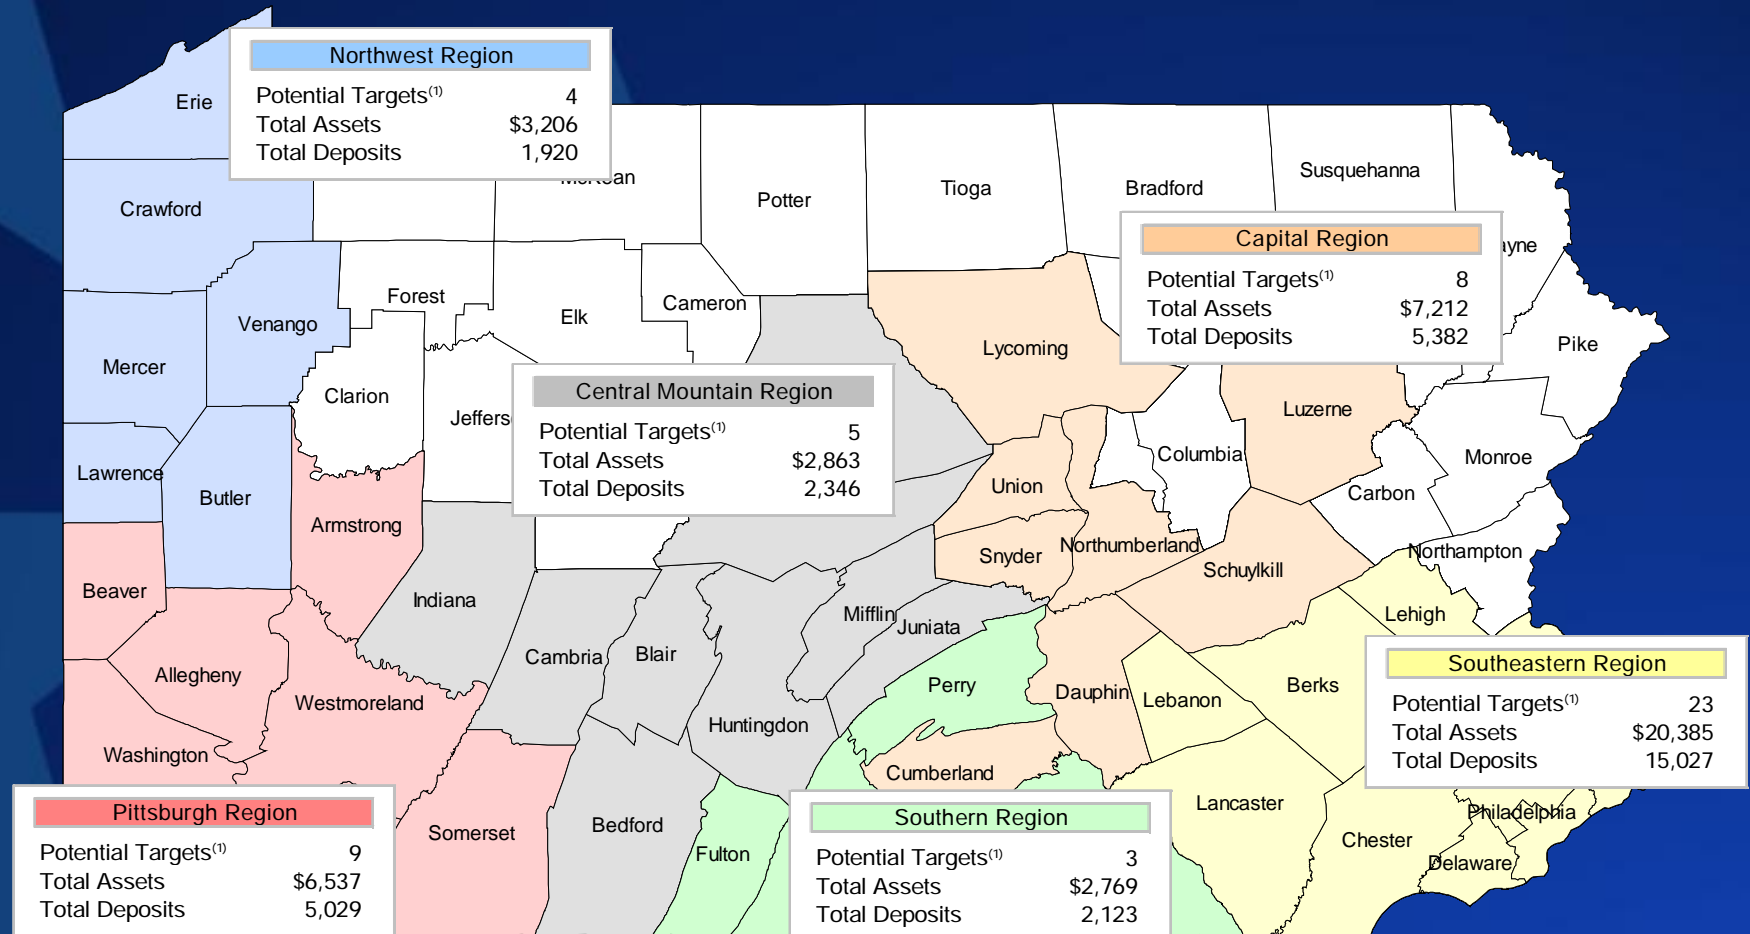 Northwest Region
Potential Targets(1) 4
Total Assets $3,206
Total Deposits 1,920
Erie
Crawford
Potter
Tioga
Bradford
Susquehanna
Capital Region
Potential Targets(1) 8
Total Assets $7,212
Total Deposits 5,382
ayne
Forest
Elk
Cameron
Venango
Mercer
Lycoming
Pike
Clarion
Jeffers
Central Mountain Region
Potential Targets(1) 5
Total Assets $2,863
Total Deposits 2,346
Luzerne
Columbia
Monroe
Lawrence
Butler
Union
Carbon
Armstrong
Snyder
Northumberland
Northampton
Schuylkill
Beaver
Indiana
Mifflin
Juniata
Lehigh
Allegheny
Cambria
Blair
Perry
Dauphin
Lebanon
Berks
Southeastern Region
Potential Targets(1) 23
Total Assets $20,385
Total Deposits 15,027
Westmoreland
Huntingdon
Washington
Cumberland
Lancaster
Philadelphia
Pittsburgh Region
Potential Targets(1) 9
Total Assets $6,537
Total Deposits 5,029
Somerset
Bedford
Fulton
Southern Region
Potential Targets(1) 3
Total Assets $2,769
Total Deposits 2,123
Chester
Delaware